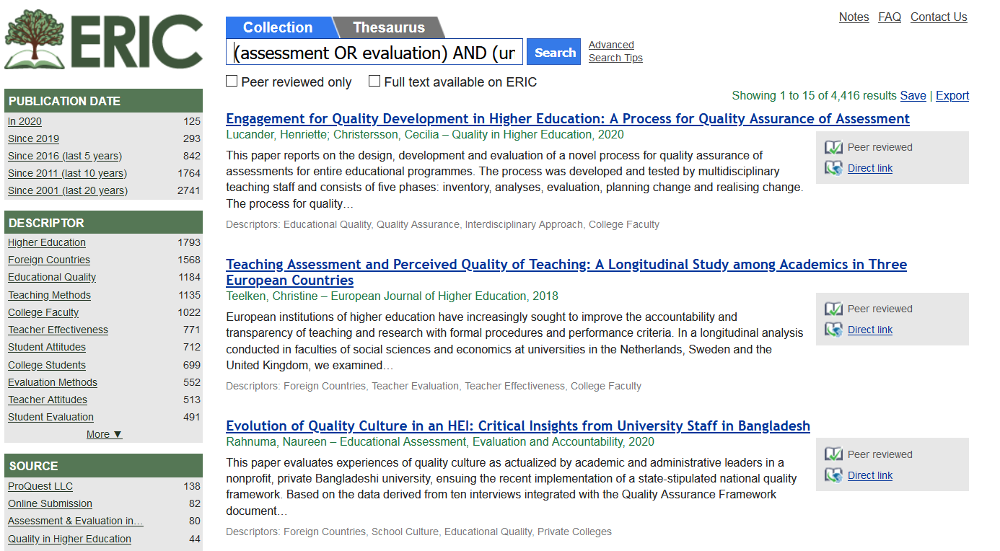 ERIC
Notes FAQ Contact Us
Collection Thesaurus
(assessment OR evaluation) AND (ur
Search
Advanced
Search Tips
Peer reviewed only Full text available on ERIC
Showing 1 to 15 of 4,416 results Save | Export
PUBLICATION DATE
In 2020 125
Since 2019 293
Since 2016 (last 5 years) 842
Since 2011 (last 10 years) 1764
Since 2001 (last 20 years) 2741
DESCRIPTOR
Higher Education 1793
Foreign Countries 1568
Educational Quality 1184
Teaching Methods 1135
College Faculty 1022
Teacher Effectiveness 771
Student Attitudes 712
College Students 699
Evaluation Methods 552
Teacher Attitudes 513
Student Evaluation 491
More ▼
SOURCE
ProQuest LLC 138
Online Submission 82
Assessment & Evaluation in… 80
Quality in Higher Education 44
Engagement for Quality Development in Higher Education: A Process for Quality Assurance of Assessment
Lucander, Henriette; Christersson, Cecilia – Quality in Higher Education, 2020
This paper reports on the design, development and evaluation of a novel process for quality assurance of
assessments for entire educational programmes. The process was developed and tested by multidisciplinary
teaching staff and consists of five phases: inventory, analyses, evaluation, planning change and realising change.
The process for quality…
Descriptors: Educational Quality, Quality Assurance, Interdisciplinary Approach, College Faculty
Peer reviewed
Direct link
Teaching Assessment and Perceived Quality of Teaching: A Longitudinal Study among Academics in Three
European Countries
Teelken, Christine – European Journal of Higher Education, 2018
European institutions of higher education have increasingly sought to improve the accountability and
transparency of teaching and research with formal procedures and performance criteria. In a longitudinal analysis
conducted in faculties of social sciences and economics at universities in the Netherlands, Sweden and the
United Kingdom, we examined…
Descriptors: Foreign Countries, Teacher Evaluation, Teacher Effectiveness, College Faculty
Peer reviewed
Direct link
Evolution of Quality Culture in an HEI: Critical Insights from University Staff in Bangladesh
Rahnuma, Naureen – Educational Assessment, Evaluation and Accountability, 2020
This paper evaluates experiences of quality culture as actualized by academic and administrative leaders in a
nonprofit, private Bangladeshi university, ensuing the recent implementation of a state-stipulated national quality
framework. Based on the data derived from ten interviews integrated with the Quality Assurance Framework
document…
Descriptors: Foreign Countries, School Culture, Educational Quality, Private Colleges
Peer reviewed
Direct link